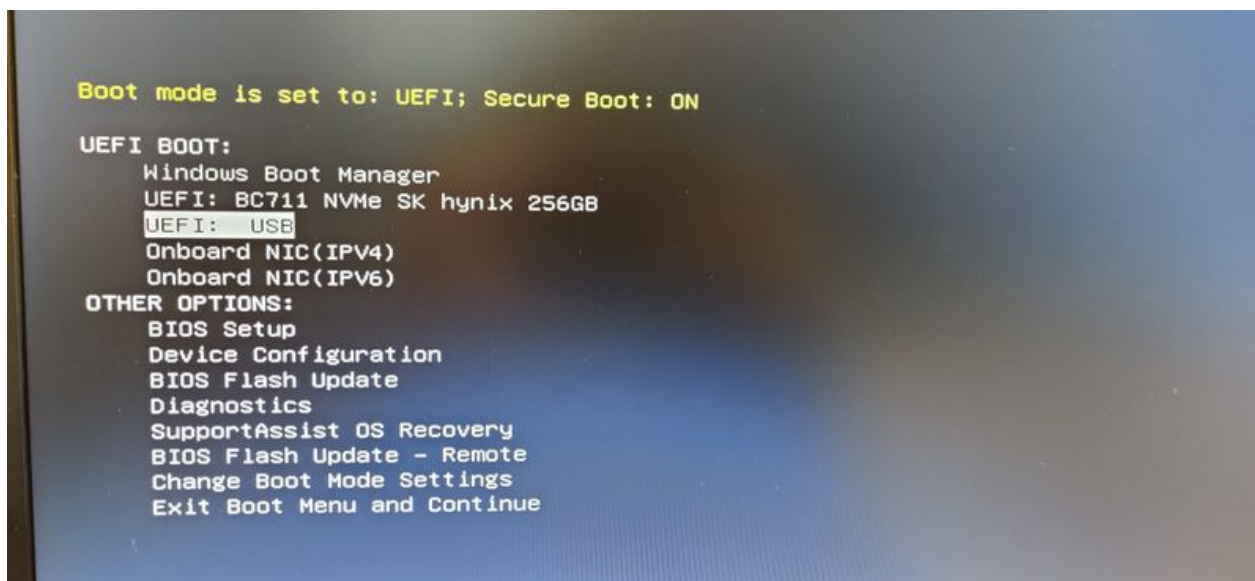 Boot mode is set to: UEFI; Secure Boot: ON
UEFI BOOT:
Windows Boot Manager
UEFI: BC711 NVMe SK hynix 256GB
UEFI:  USB
Onboard NIC(IPV4)
Onboard NIC(IPV6)
OTHER OPTIONS:
BIOS Setup
Device Configuration
BIOS Flash Update
Diagnostics
SupportAssist OS Recovery
BIOS Flash Update - Remote
Change Boot Mode Settings
Exit Boot Menu and Continue